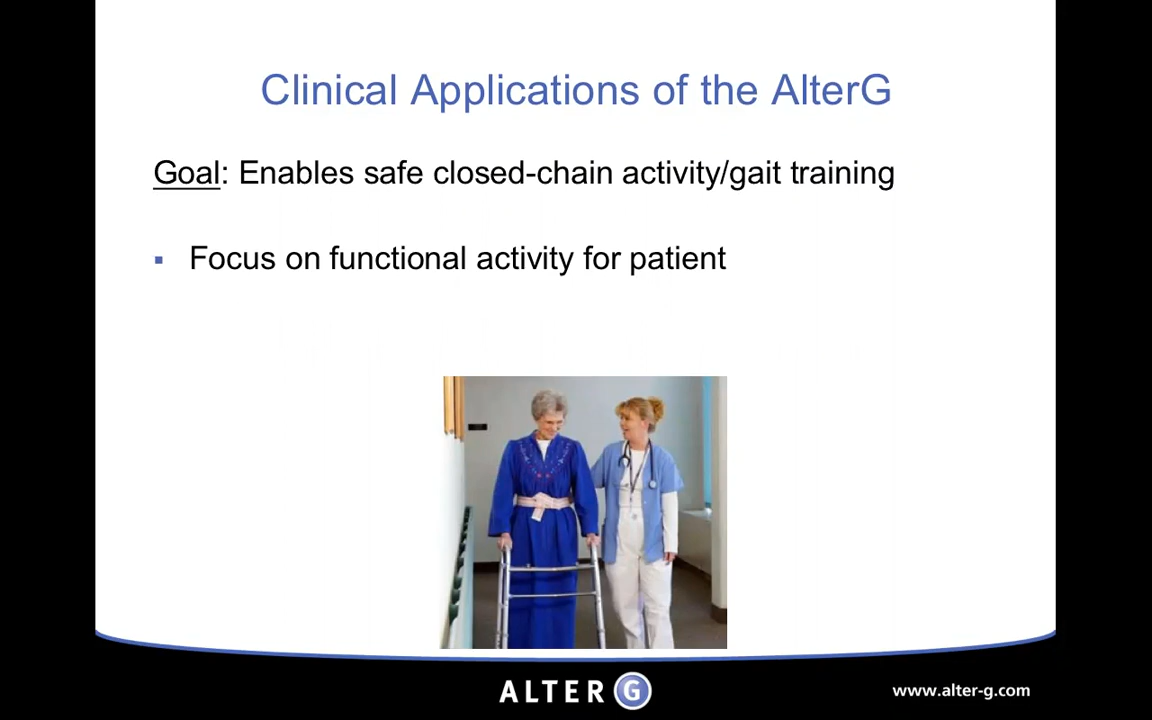 Clinical Applications of the AlterG
Goal: Enables safe closed-chain activity/gait training
▪ Focus on functional activity for patient
ALTERG
www.alter-g.com